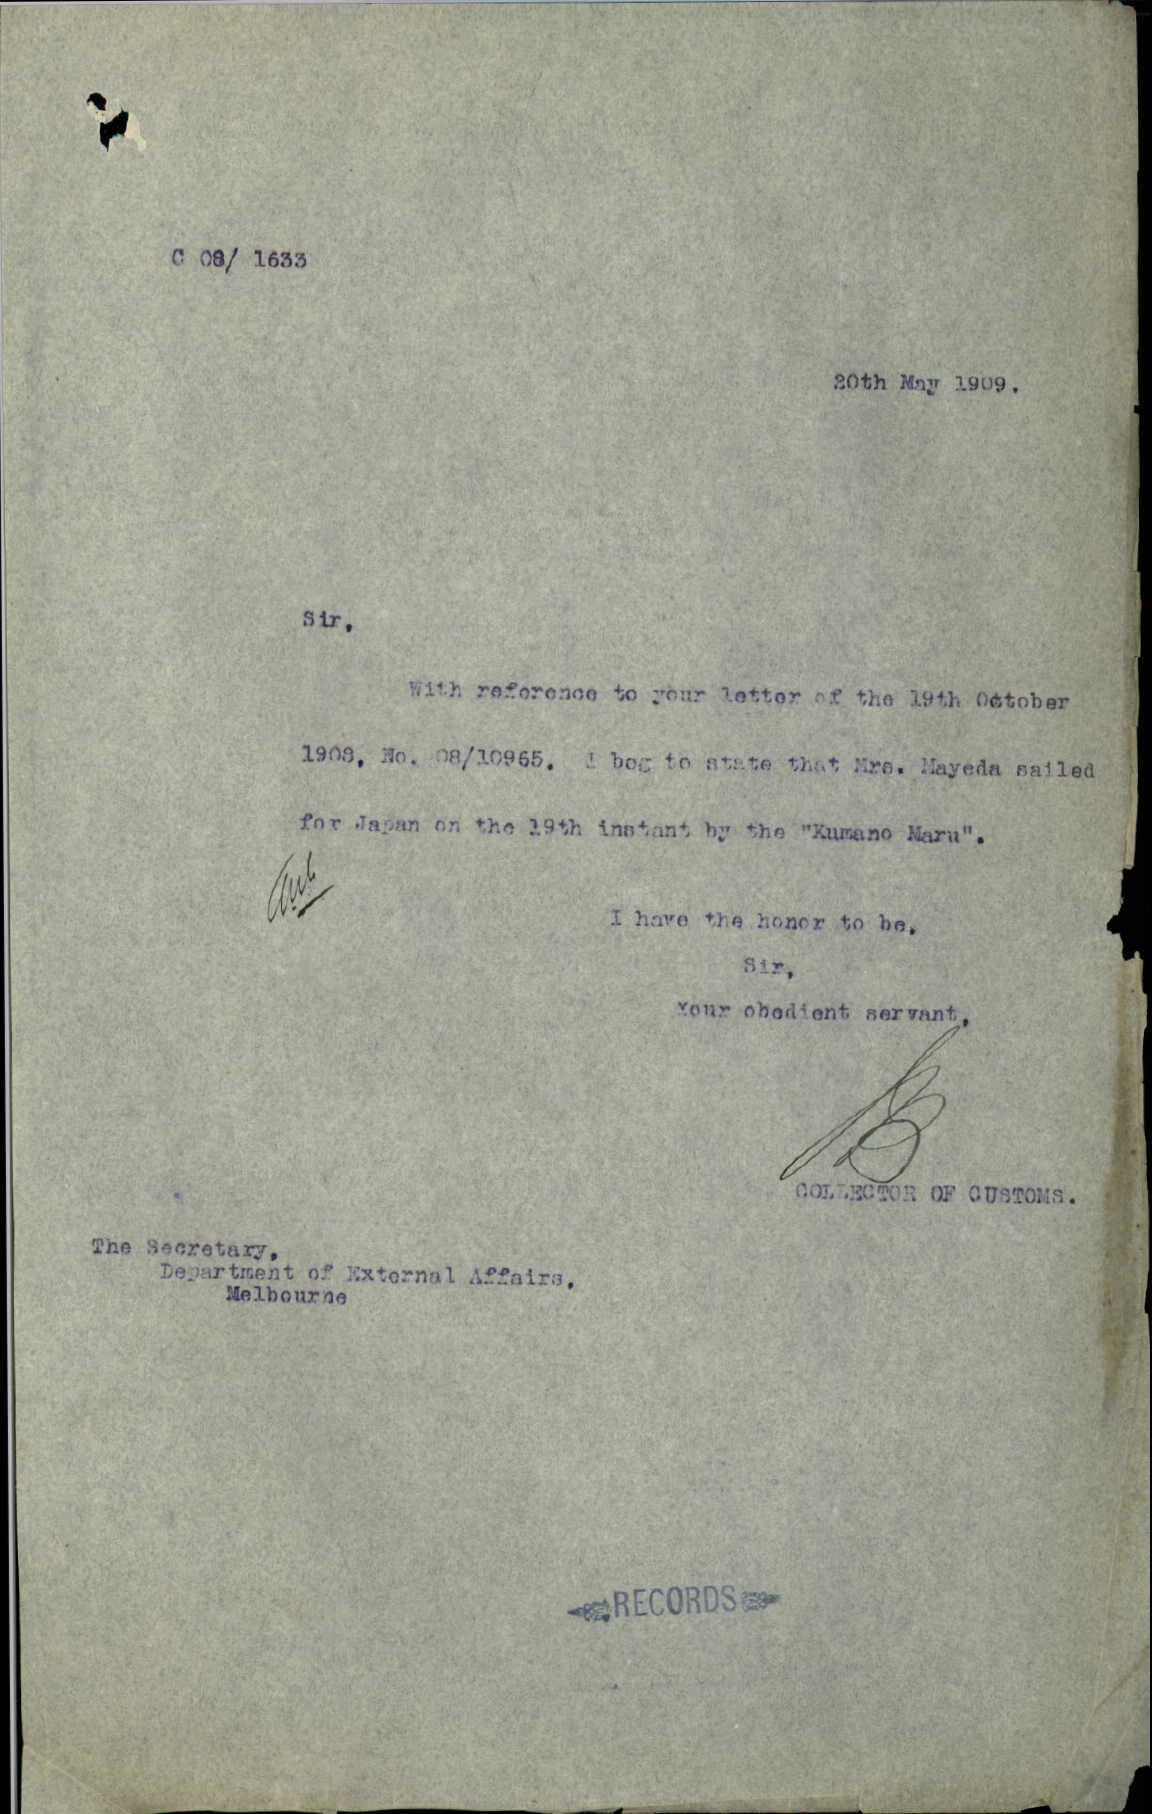 C 08/ 1633
20th May 1909.
Sir,
With reference to your letter of the 19th October
1908, No. 08/10965. I beg to state that Mrs. Mayeda sailed
for Japan on the 19th instant by the "Kumano Maru".
I have the honor to be,
Sir,
Your obedient servant,
COLLECTOR OF CUSTOMS.
The Secretary,
Department of External Affairs,
Melbourne
RECORDS